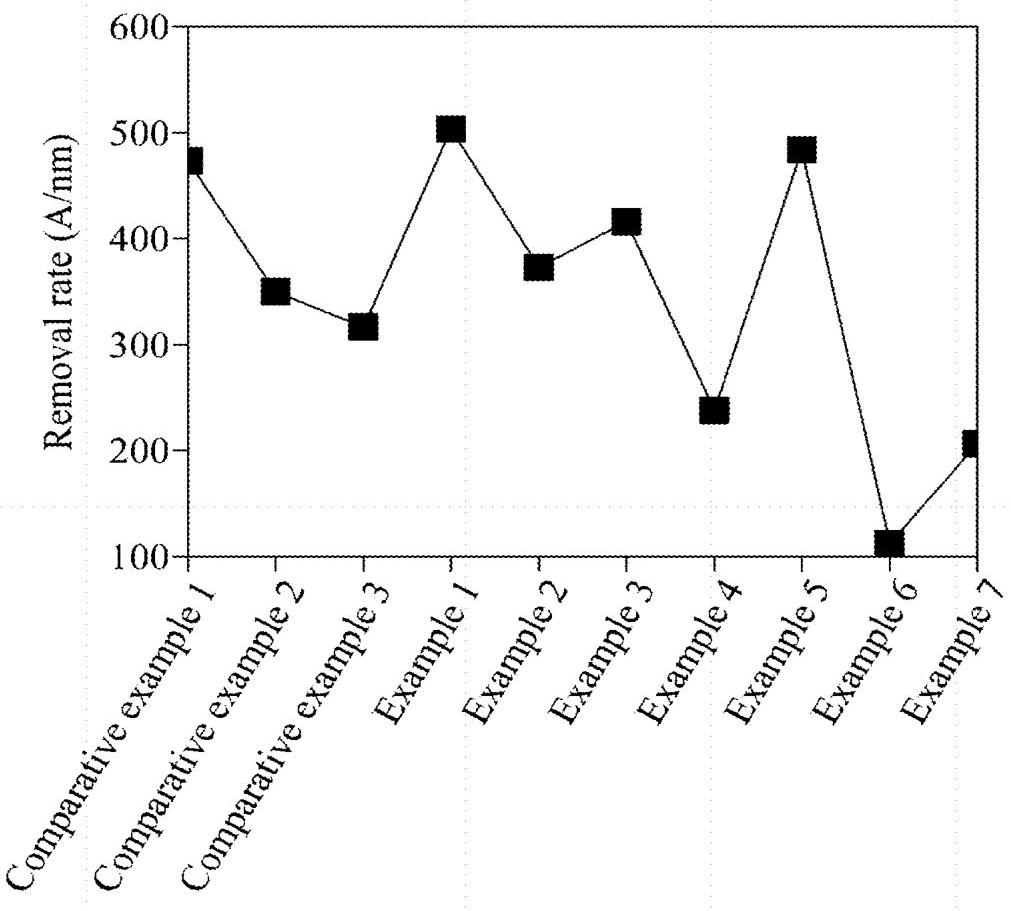 600
500
400
300
200
100
Removal rate (A/nm)
Comparative example 1
Comparative example 2
Comparative example 3
Example 1
Example 2
Example 3
Example 4
Example 5
Example 6
Example 7